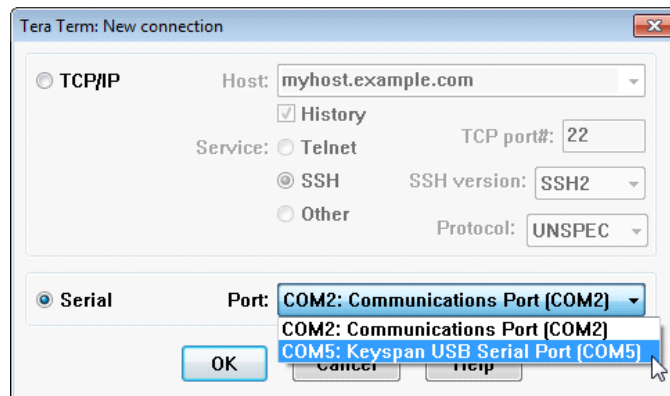 Tera Term: New connection
TCP/IP Host: myhost.example.com
History
Service: Telnet TCP port#: 22
SSH SSH version: SSH2
Other Protocol: UNSPEC
Serial Port: COM2: Communications Port (COM2)
COM2: Communications Port (COM2)
COM5: Keyspan USB Serial Port (COM5)
OK Cancel Help